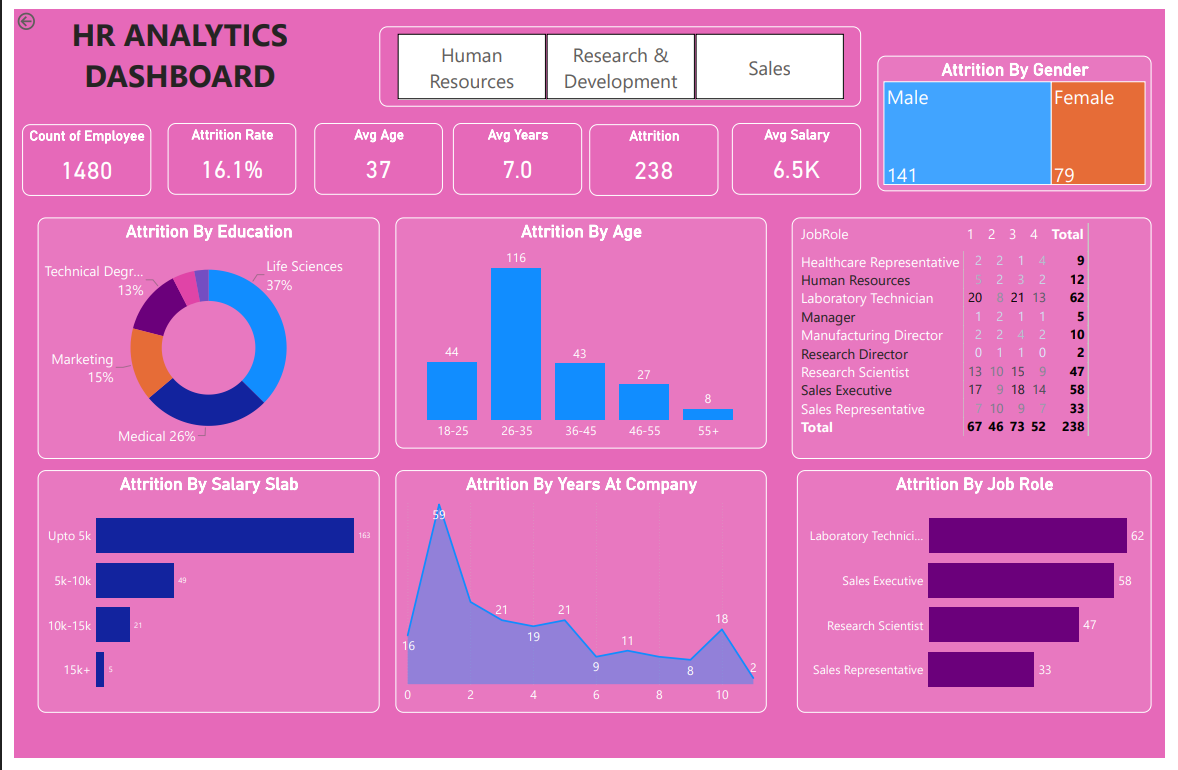 HR ANALYTICS
DASHBOARD
Human
Resources
Research &
Development
Sales
Attrition By Gender
Male
Female
141
79
Count of Employee
1480
Attrition Rate
16.1%
Avg Age
37
Avg Years
7.0
Attrition
238
Avg Salary
6.5K
Attrition By Education
Life Sciences
37%
Technical Degr...
13%
Marketing
15%
Medical 26%
Attrition By Age
44
116
43
27
8
18-25
26-35
36-45
46-55
55+
JobRole 1 2 3 4 Total
Healthcare Representative 2 2 1 4 9
Human Resources 5 2 3 2 12
Laboratory Technician 20 8 21 13 62
Manager 1 2 1 1 5
Manufacturing Director 2 2 4 2 10
Research Director 0 1 1 0 2
Research Scientist 13 10 15 9 47
Sales Executive 17 9 18 14 58
Sales Representative 7 10 9 7 33
Total 67 46 73 52 238
Attrition By Salary Slab
Upto 5k 163
5k-10k 49
10k-15k 21
15k+ 5
Attrition By Years At Company
59
16
21
19
21
9
11
8
18
2
0 2 4 6 8 10
Attrition By Job Role
Laboratory Technici... 62
Sales Executive 58
Research Scientist 47
Sales Representative 33